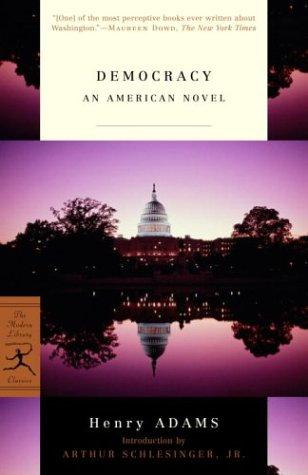 "[One] of the most perceptive books ever written about
Washington."—MAUREEN DOWD, The New York Times
DEMOCRACY
AN AMERICAN NOVEL
The Modern Library
Classics
Henry ADAMS
Introduction by
ARTHUR SCHLESINGER, JR.